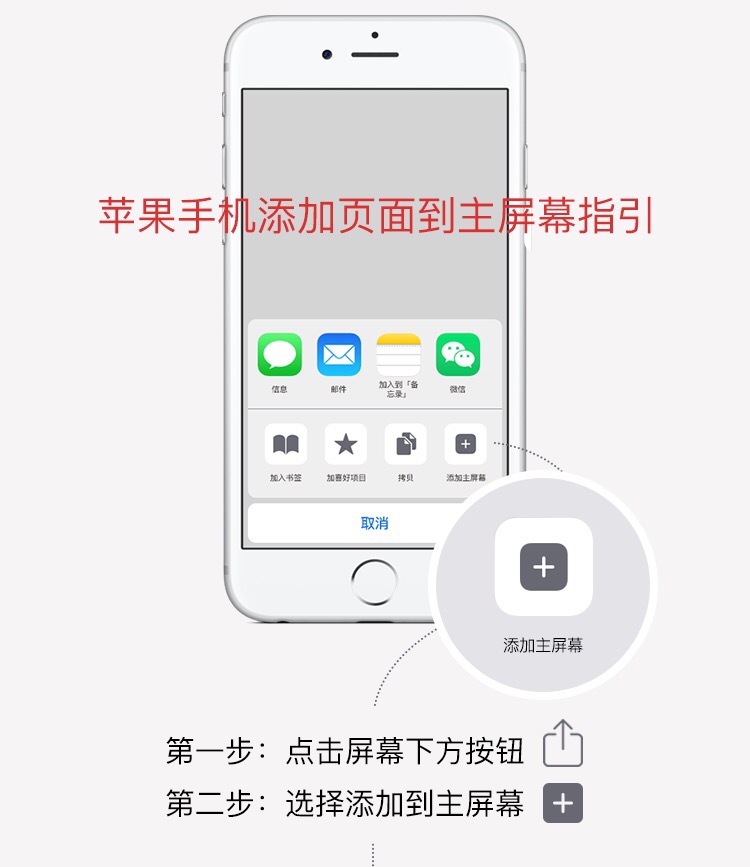 苹果手机添加页面到主屏幕指引
信息
邮件
加入到「备
忘录」
微信
加入书签
加喜好项目
拷贝
添加主屏幕
取消
添加主屏幕
第一步：点击屏幕下方按钮
第二步：选择添加到主屏幕